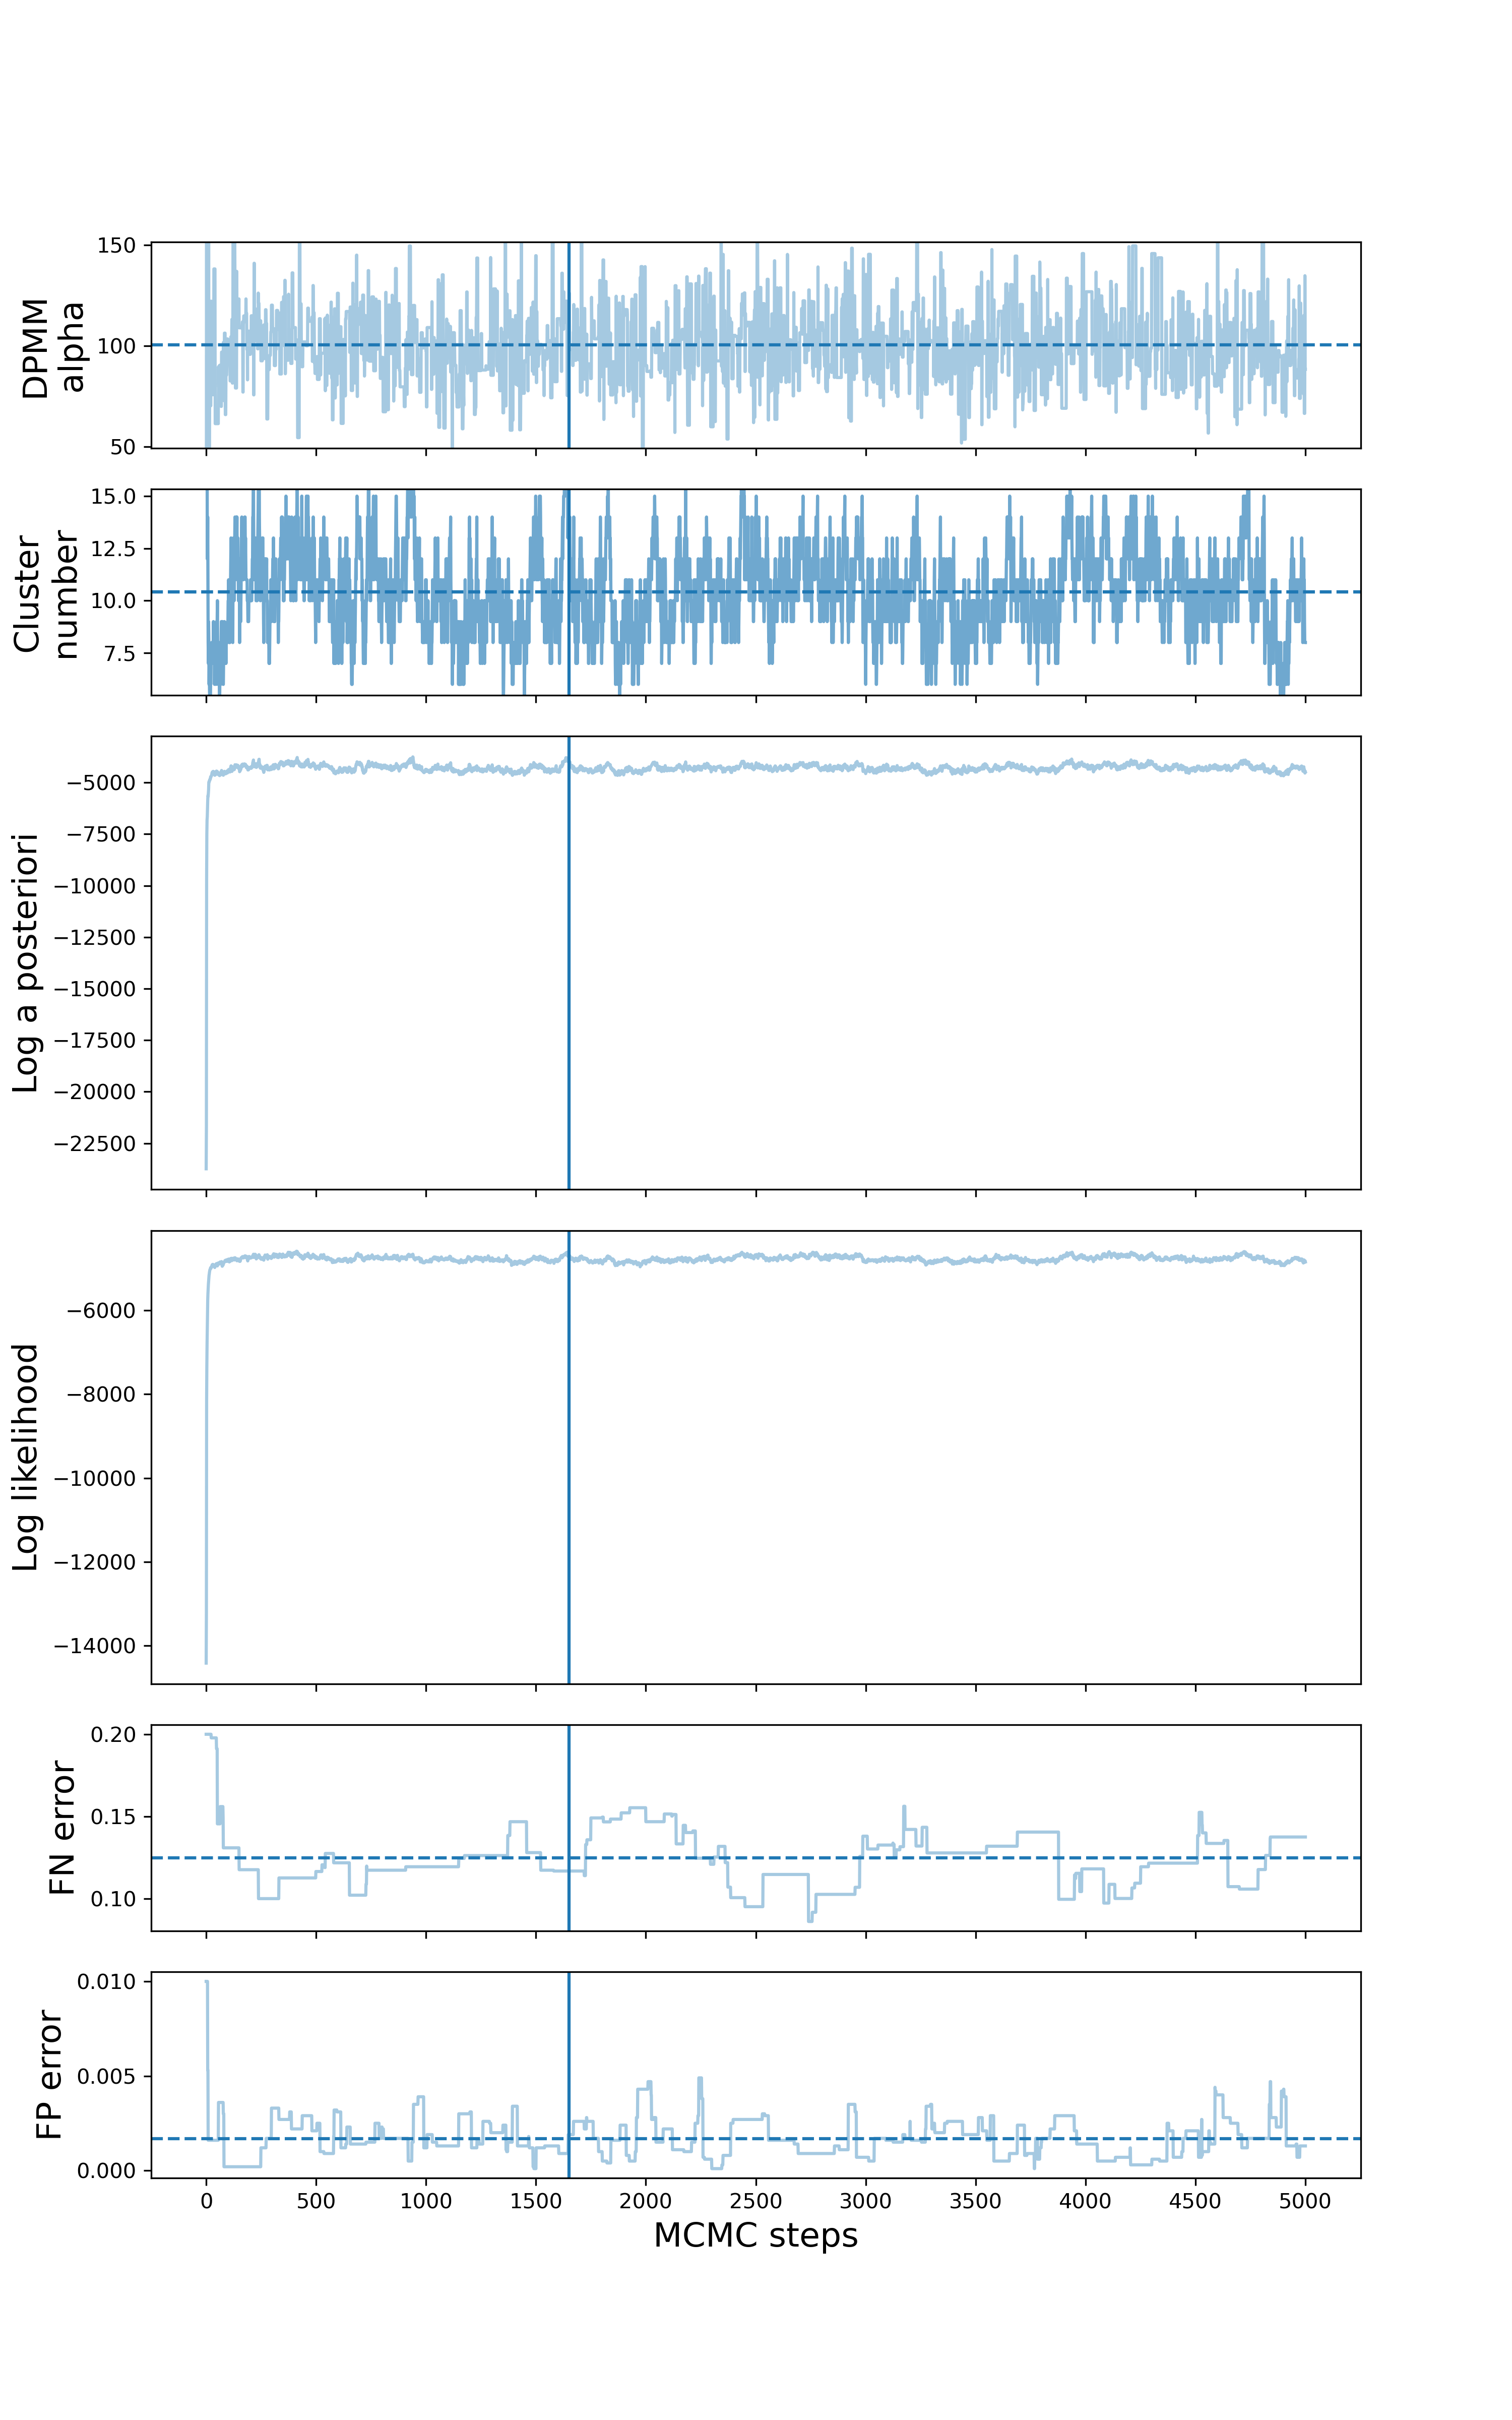 DPMM
alpha
150
100
50
Cluster
number
15.0
12.5
10.0
7.5
Log a posteriori
−5000
−7500
−10000
−12500
−15000
−17500
−20000
−22500
Log likelihood
−6000
−8000
−10000
−12000
−14000
FN error
0.20
0.15
0.10
FP error
0.010
0.005
0.000
0 500 1000 1500 2000 2500 3000 3500 4000 4500 5000
MCMC steps